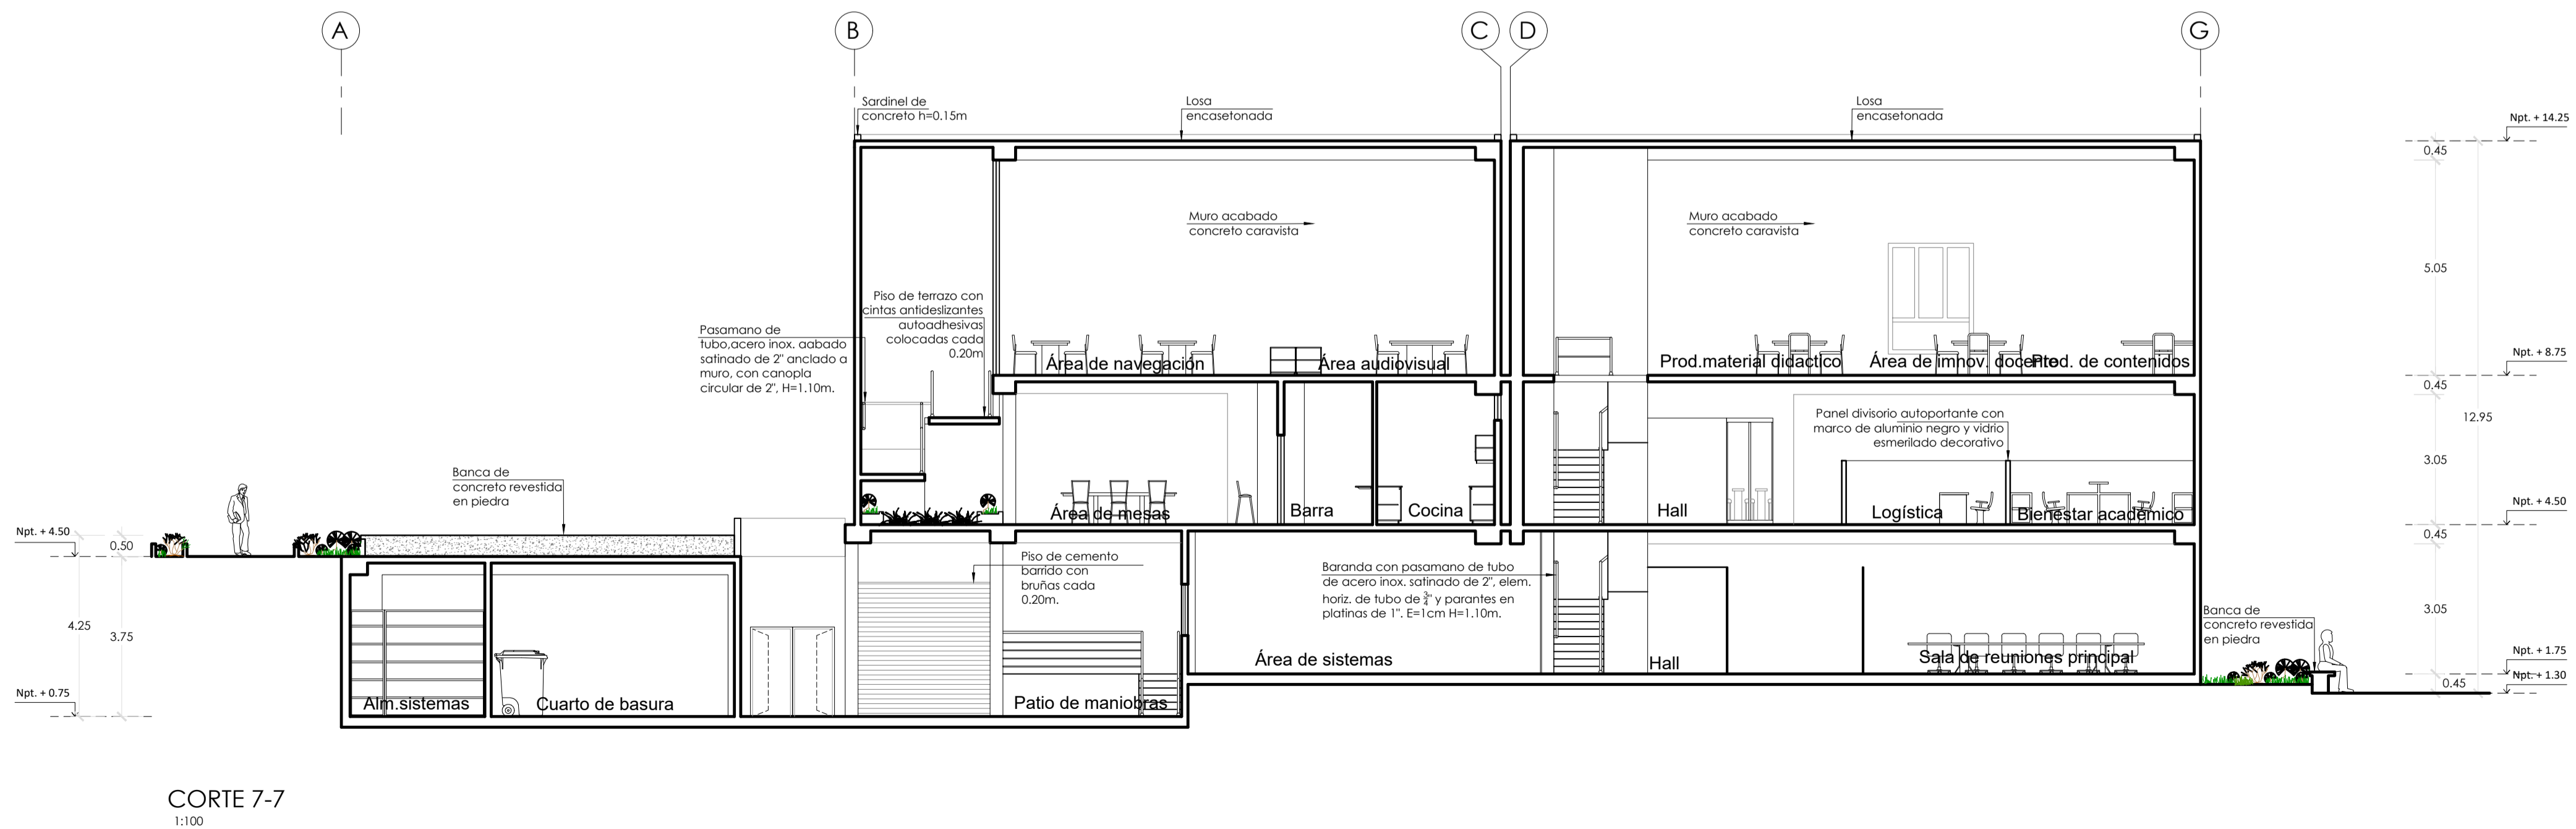 A
B
C
D
G
Sardinel de
concreto h=0.15m
Losa
encasetonada
Losa
encasetonada
Npt. + 14.25
0.45
Muro acabado
concreto caravista
Muro acabado
concreto caravista
5.05
Piso de terrazo con
cintas antideslizantes
autoadhesivas
colocadas cada
0.20m
Pasamano de
tubo,acero inox. aabado
satinado de 2" anclado a
muro, con canopla
circular de 2", H=1.10m.
Área de navegación
Área audiovisual
Prod.material didactico
Área de imnov. docente
Prod. de contenidos
Npt. + 8.75
0.45
12.95
Panel divisorio autoportante con
marco de aluminio negro y vidrio
esmerilado decorativo
3.05
Banca de
concreto revestida
en piedra
Área de mesas
Barra
Cocina
Hall
Logística
Bienestar académico
Npt. + 4.50
Npt. + 4.50
0.50
0.45
Piso de cemento
barrido con
bruñas cada
0.20m.
Baranda con pasamano de tubo
de acero inox. satinado de 2", elem.
horiz. de tubo de 3/4" y parantes en
platinas de 1". E=1cm H=1.10m.
3.05
Banca de
concreto revestida
en piedra
4.25
3.75
Área de sistemas
Hall
Sala de reuniones principal
Npt. + 1.75
Npt. + 1.30
0.45
Npt. + 0.75
Alm.sistemas
Cuarto de basura
Patio de maniobras
CORTE 7-7
1:100